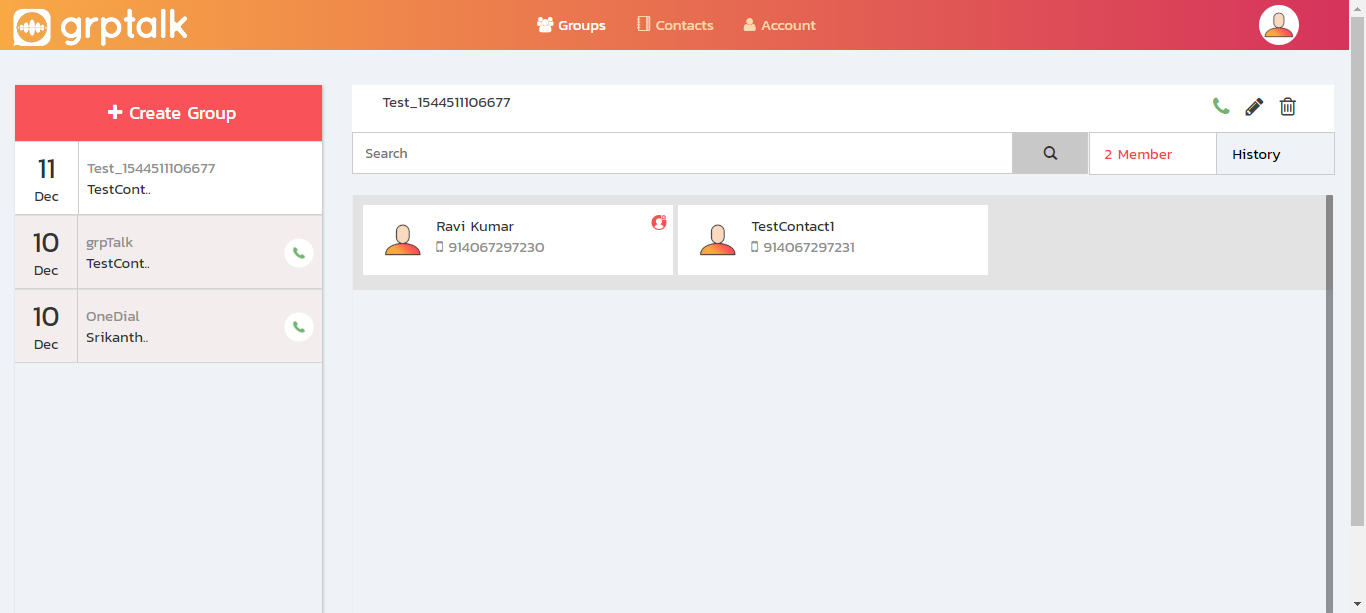 grptalk
Groups
Contacts
Account
Create Group
11
Dec
Test_1544511106677
TestCont..
10
Dec
grpTalk
TestCont..
10
Dec
OneDial
Srikanth..
Test_1544511106677
Search
2 Member
History
Ravi Kumar
914067297230
TestContact1
914067297231